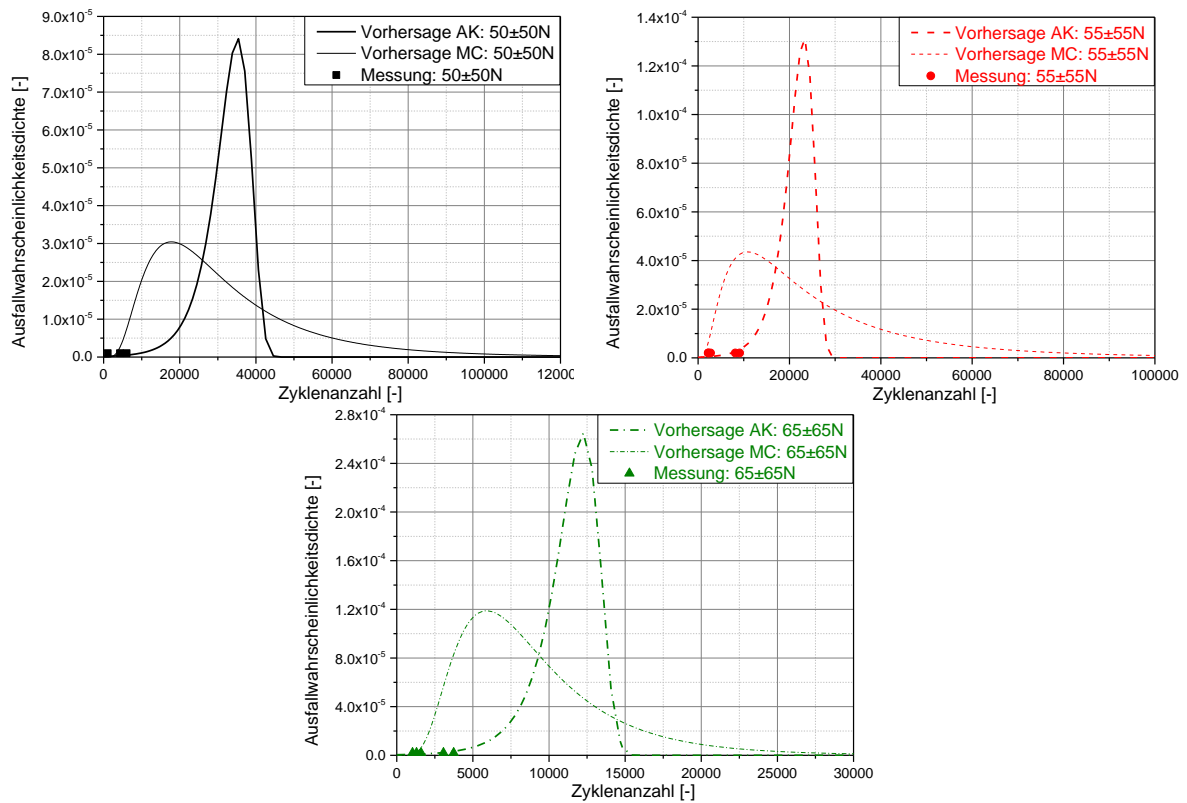 Ausfallwahrscheinlichkeitsdichte [-]
9.0x10-5
8.0x10-5
7.0x10-5
6.0x10-5
5.0x10-5
4.0x10-5
3.0x10-5
2.0x10-5
1.0x10-5
0.0
Vorhersage AK: 50±50N
Vorhersage MC: 50±50N
Messung: 50±50N
0 20000 40000 60000 80000 100000 12000
Zyklenanzahl [-]
Ausfallwahrscheinlichkeitsdichte [-]
1.4x10-4
1.2x10-4
1.0x10-4
8.0x10-5
6.0x10-5
4.0x10-5
2.0x10-5
0.0
Vorhersage AK: 55±55N
Vorhersage MC: 55±55N
Messung: 55±55N
0 20000 40000 60000 80000 100000
Zyklenanzahl [-]
Ausfallwahrscheinlichkeitsdichte [-]
2.8x10-4
2.4x10-4
2.0x10-4
1.6x10-4
1.2x10-4
8.0x10-5
4.0x10-5
0.0
Vorhersage AK: 65±65N
Vorhersage MC: 65±65N
Messung: 65±65N
0 5000 10000 15000 20000 25000 30000
Zyklenanzahl [-]